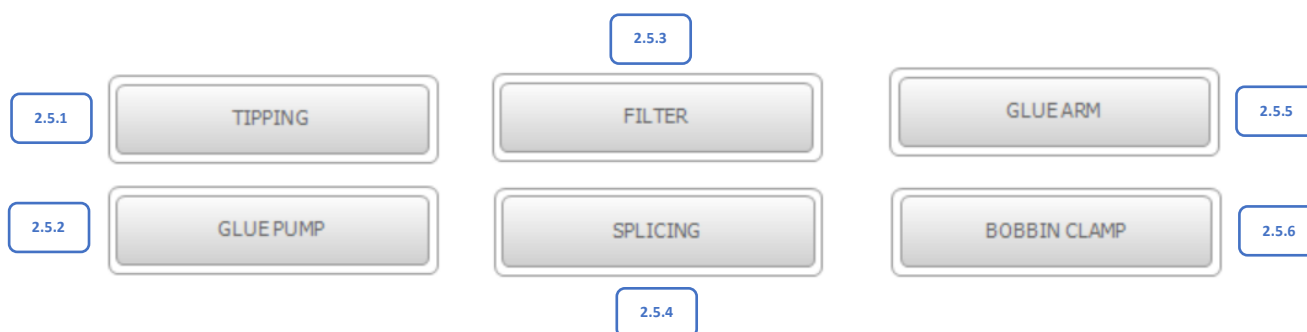 2.5.3
2.5.1
TIPPING
FILTER
GLUE ARM
2.5.5
2.5.2
GLUE PUMP
SPLICING
BOBBIN CLAMP
2.5.6
2.5.4